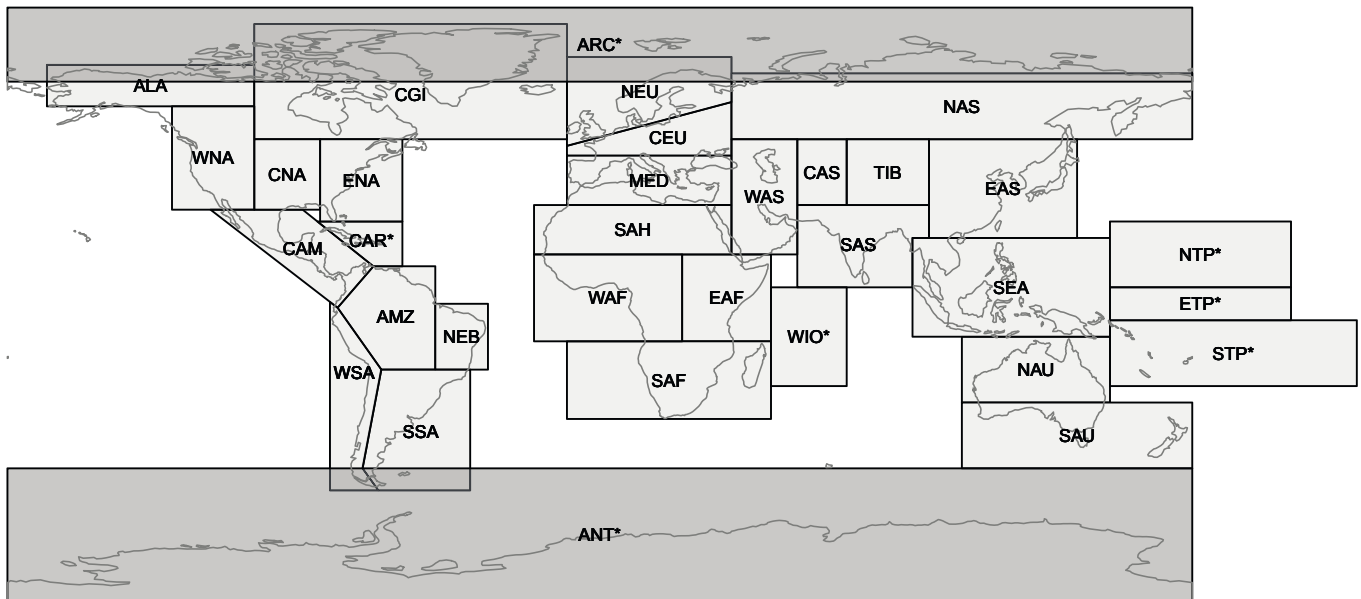 ARC*
ALA
CGI
NEU
NAS
CEU
WNA
CNA
ENA
MED
WAS
CAS
TIB
EAS
SAH
CAR*
CAM
SAS
NTP*
SEA
WAF
EAF
ETP*
AMZ
NEB
WIO*
STP*
WSA
SAF
NAU
SSA
SAU
ANT*